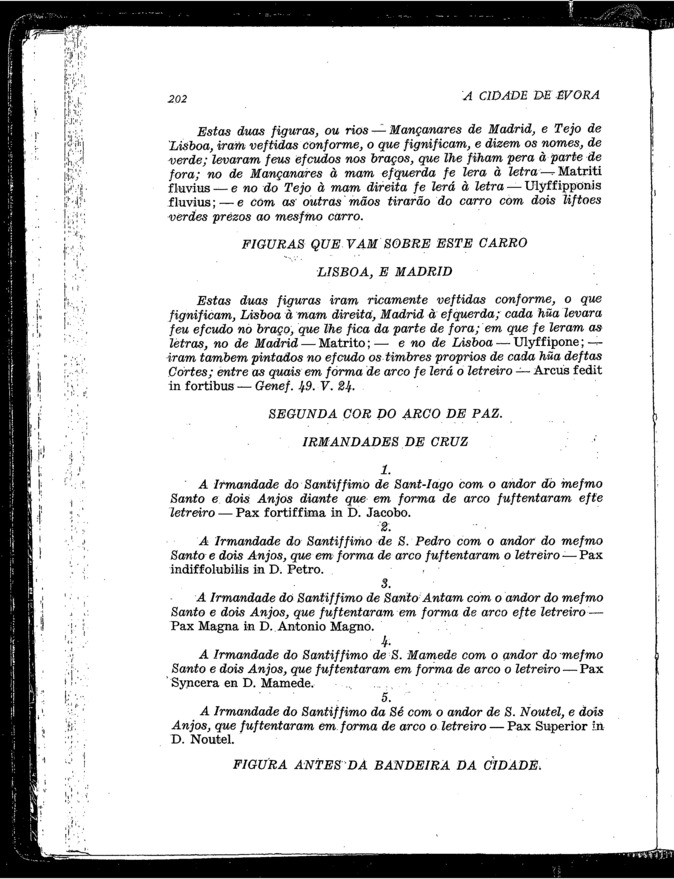 202
A CIDADE DE ÉVORA
Estas duas figuras, ou rios — Mançanares de Madrid, e Tejo de
Lisboa, iram veftidas conforme, o que fignificam, e dizem os nomes, de
verde; levaram feus efcudos nos braços, que lhe fiham pera à parte de
fora; no de Mançanares à mam efquerda fe lera à letra — Matriti
fluvius — e no do Tejo à mam direita fe lerá à letra — Ulyffipponis
fluvius; — e com as outras mãos tirarão do carro com dois liftoes
verdes prezos ao mesfmo carro.
FIGURAS QUE VAM SOBRE ESTE CARRO
LISBOA, E MADRID
Estas duas figuras iram ricamente veftidas conforme, o que
fignificam, Lisboa à mam direita, Madrid à efquerda; cada hũa levara
feu efcudo no braço, que lhe fica da parte de fora; em que fe leram as
letras, no de Madrid — Matrito; — e no de Lisboa — Ulyffipone; —
iram tambem pintados no efcudo os timbres proprios de cada hũa deftas
Cortes; entre as quais em forma de arco fe lerá o letreiro — Arcus fedit
in fortibus — Genef. 49. V. 24.
SEGUNDA COR DO ARCO DE PAZ.
IRMANDADES DE CRUZ
1.
A Irmandade do Santiffimo de Sant-Iago com o andor do mefmo
Santo e dois Anjos diante que em forma de arco fuftentaram efte
letreiro — Pax fortiffima in D. Jacobo.
2.
A Irmandade do Santiffimo de S. Pedro com o andor do mefmo
Santo e dois Anjos, que em forma de arco fuftentaram o letreiro — Pax
indiffolubilis in D. Petro.
3.
A Irmandade do Santiffimo de Santo Antam com o andor do mefmo
Santo e dois Anjos, que fuftentaram em forma de arco efte letreiro —
Pax Magna in D. Antonio Magno.
4.
A Irmandade do Santiffimo de S. Mamede com o andor do mefmo
Santo e dois Anjos, que fuftentaram em forma de arco o letreiro — Pax
Syncera en D. Mamede.
5.
A Irmandade do Santiffimo da Sé com o andor de S. Noutel, e dois
Anjos, que fuftentaram em forma de arco o letreiro — Pax Superior in
D. Noutel.
FIGURA ANTES DA BANDEIRA DA CIDADE.